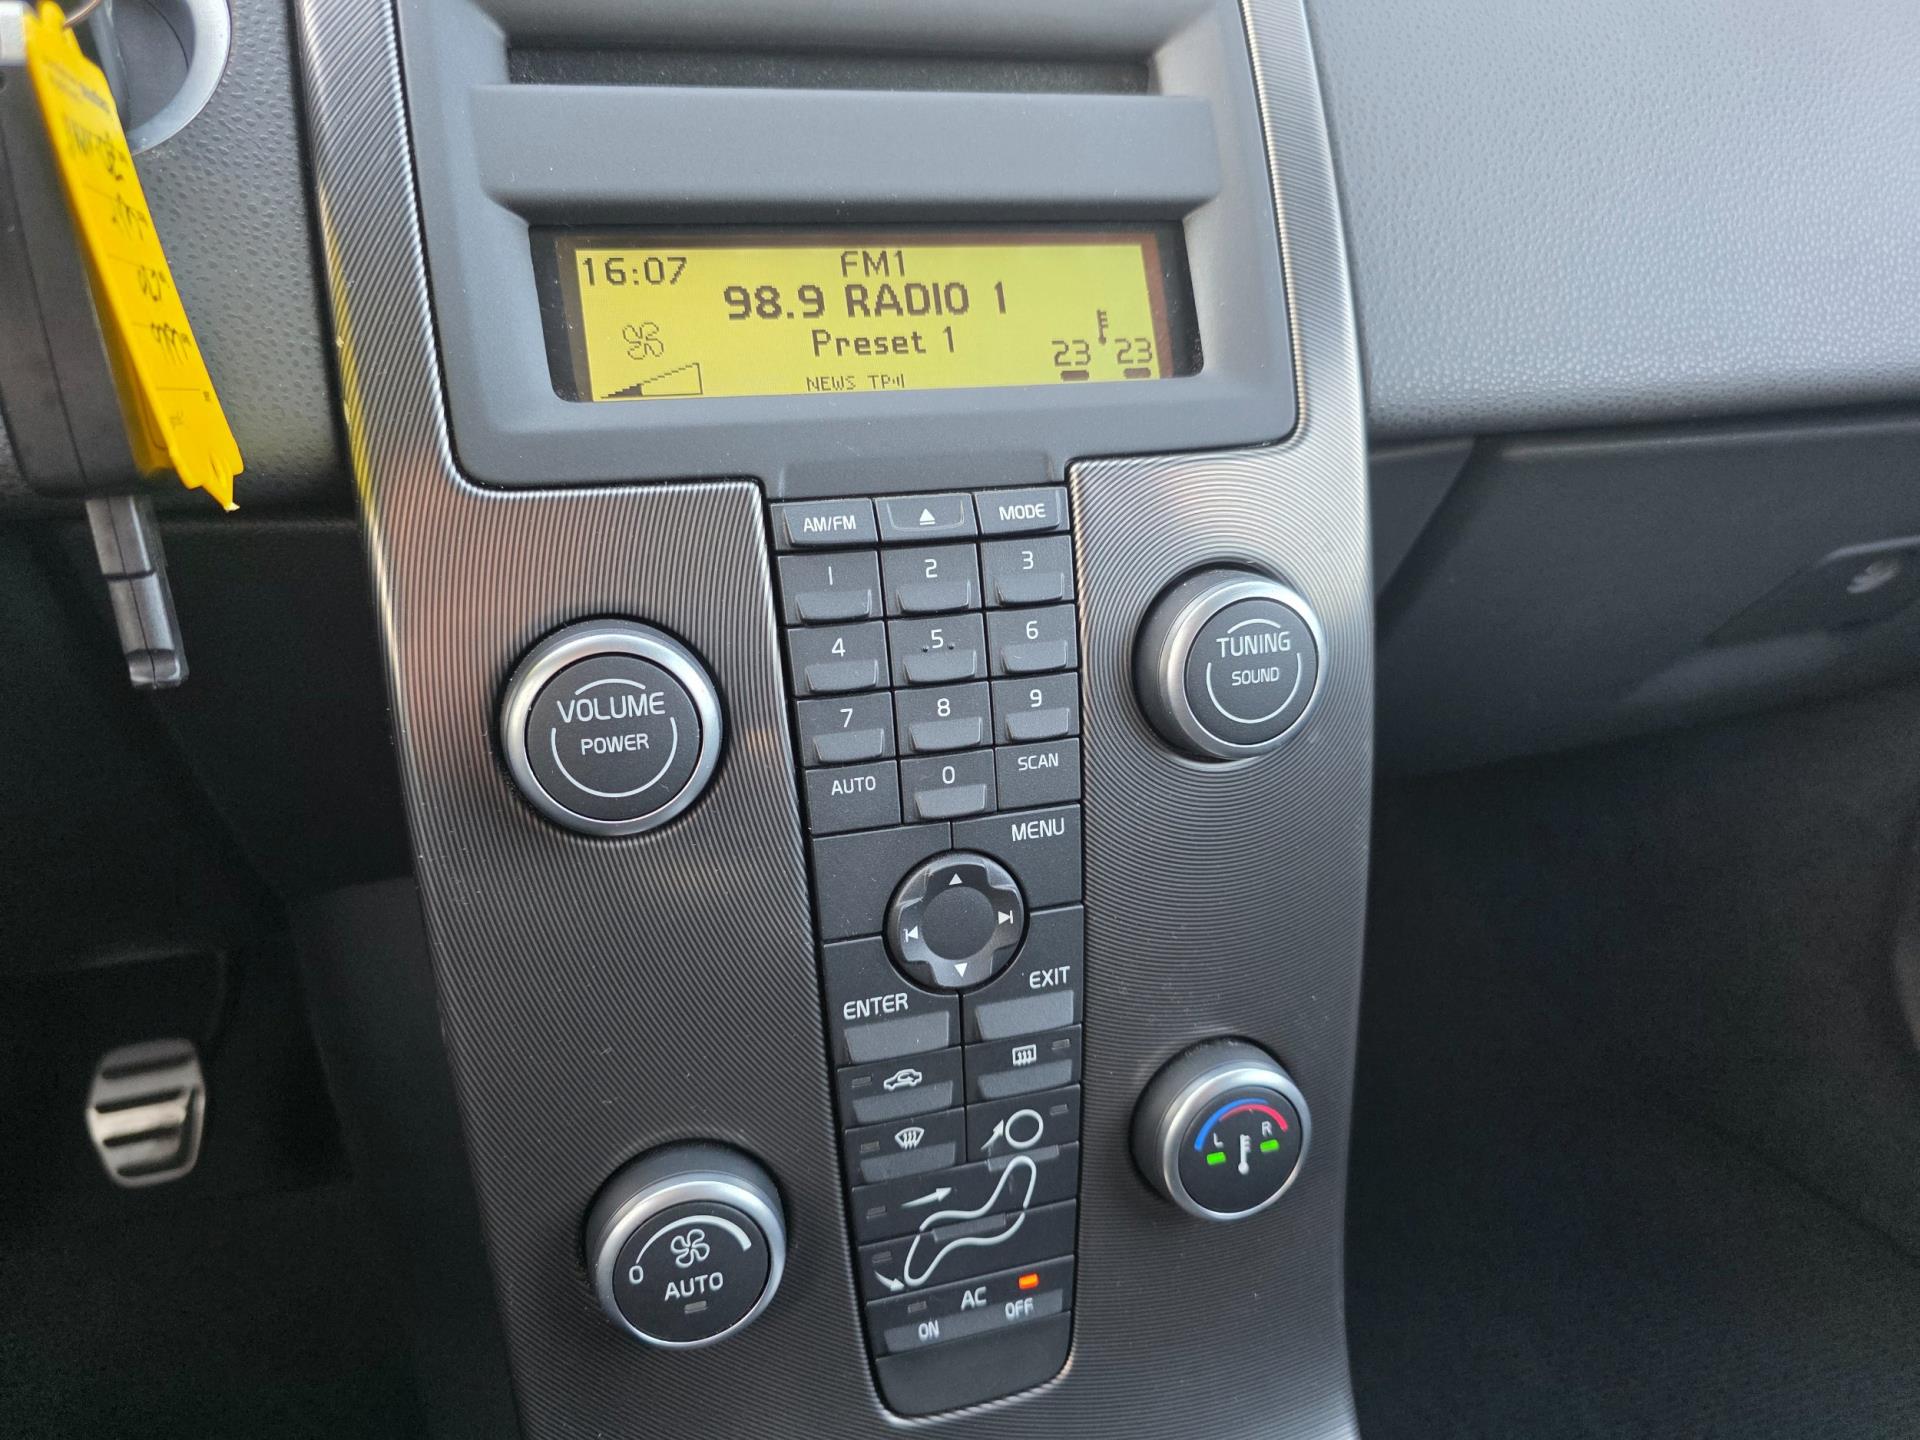 16:07
FM1
98.9 RADIO 1
Preset 1
23 23
NEWS TP
AM/FM
MODE
1 2 3
4 5 6
7 8 9
AUTO 0 SCAN
VOLUME
POWER
TUNING
SOUND
MENU
ENTER
EXIT
L R
0
AUTO
AC
ON OFF